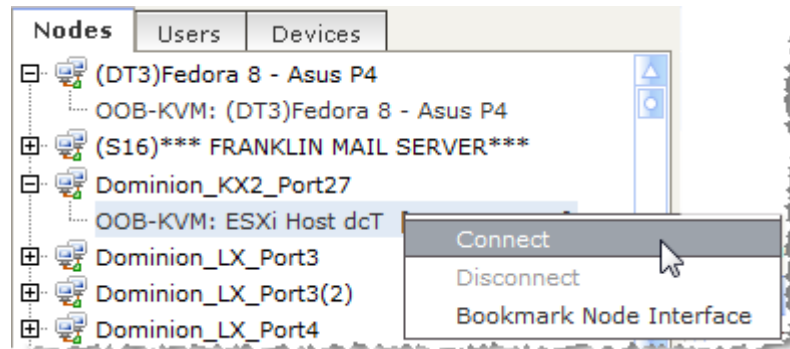 Nodes Users Devices
(DT3)Fedora 8 - Asus P4
OOB-KVM: (DT3)Fedora 8 - Asus P4
(S16)*** FRANKLIN MAIL SERVER***
Dominion_KX2_Port27
OOB-KVM: ESXi Host dcT
Connect
Dominion_LX_Port3
Disconnect
Dominion_LX_Port3(2)
Bookmark Node Interface
Dominion_LX_Port4